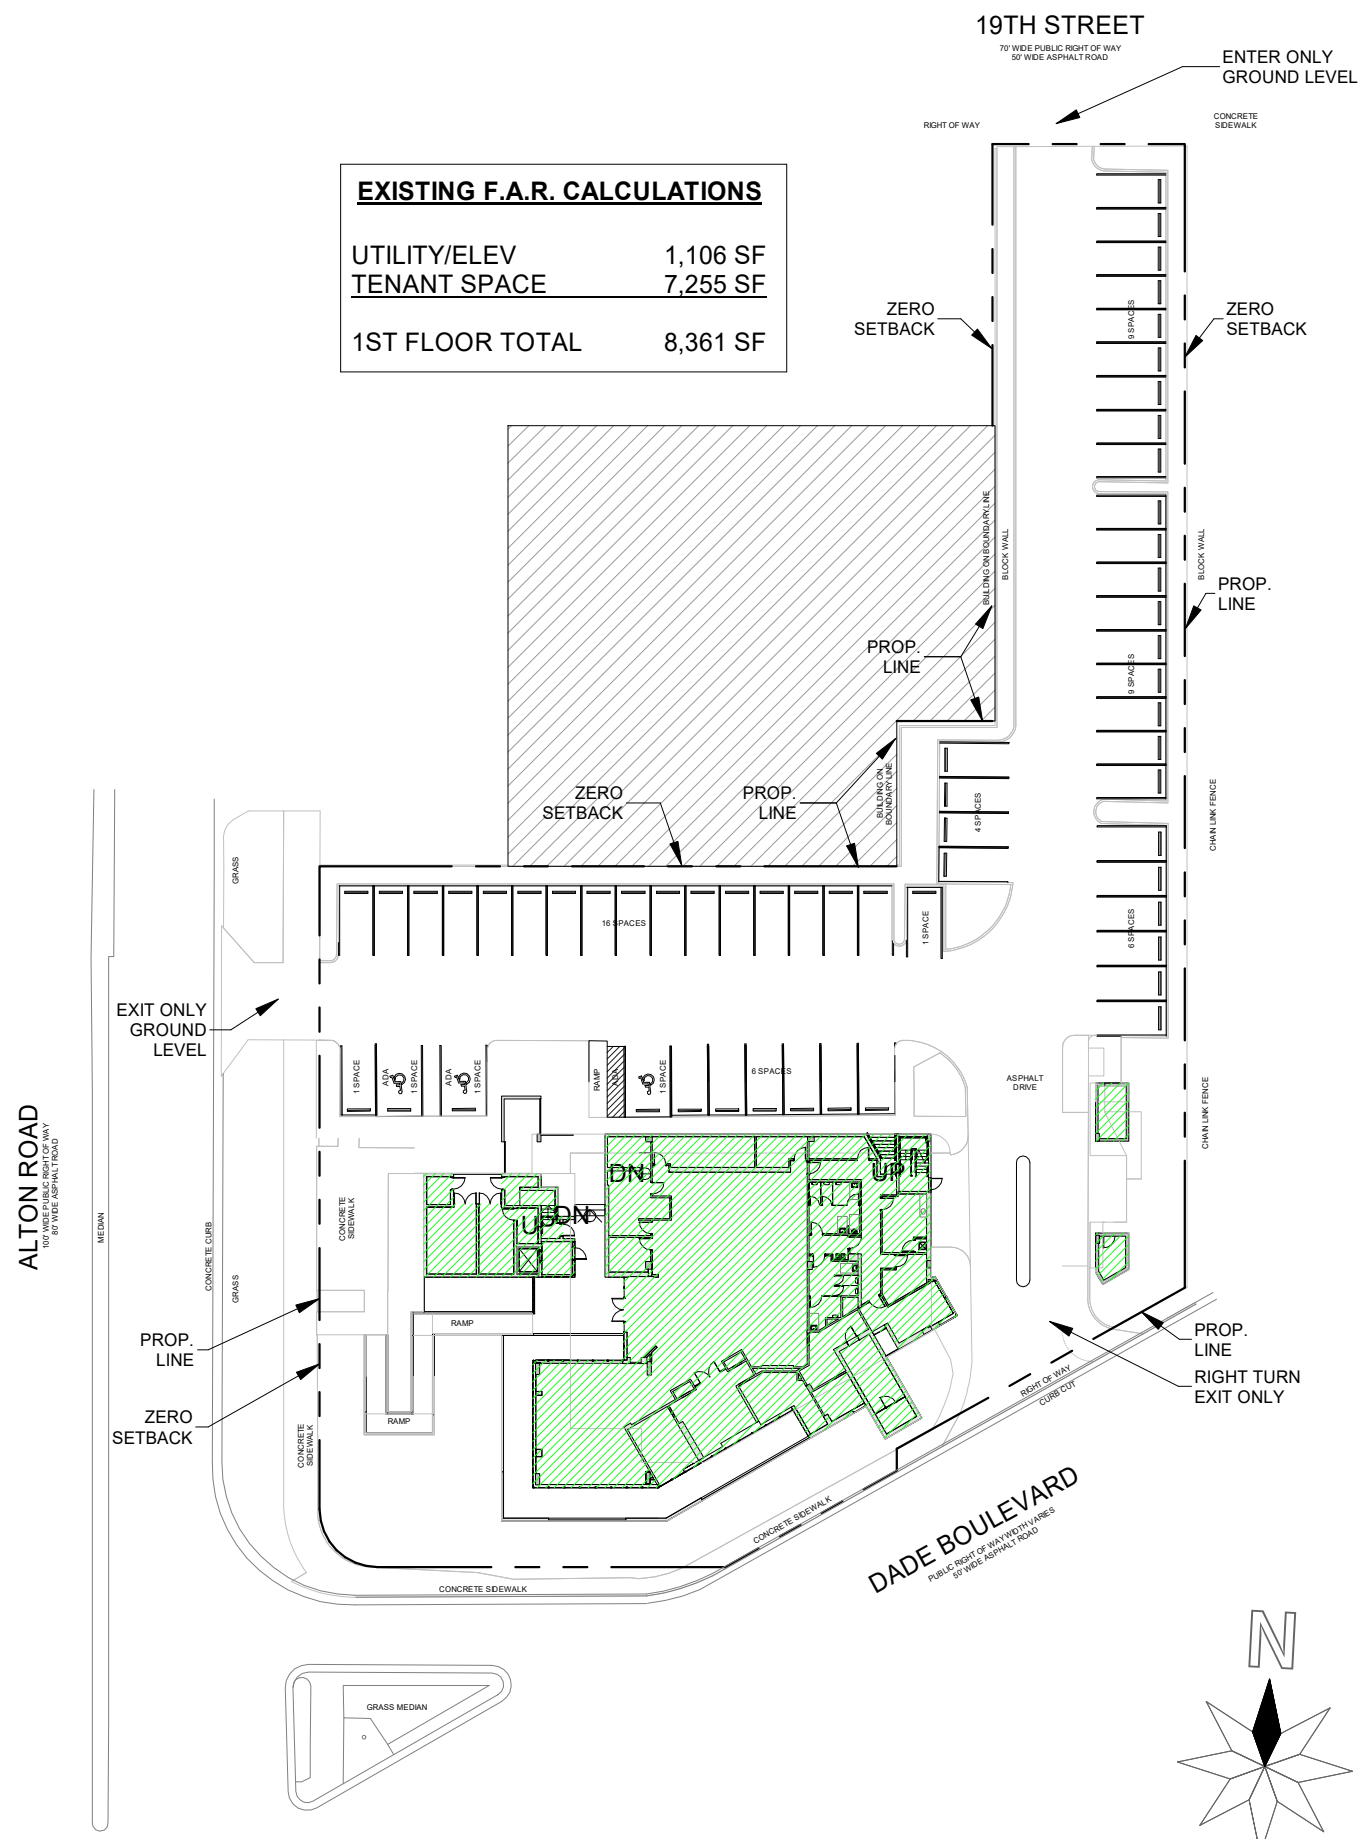 19TH STREET
70' WIDE PUBLIC RIGHT OF WAY
50' WIDE ASPHALT ROAD
ENTER ONLY
GROUND LEVEL
RIGHT OF WAY
CONCRETE
SIDEWALK
EXISTING F.A.R. CALCULATIONS
UTILITY/ELEV 1,106 SF
TENANT SPACE 7,255 SF
1ST FLOOR TOTAL 8,361 SF
ZERO
SETBACK
9 SPACES
ZERO
SETBACK
BUILDING ON BOUNDARY LINE
BLOCK WALL
BLOCK WALL
PROP.
LINE
PROP.
LINE
9 SPACES
ZERO
SETBACK
PROP.
LINE
BUILDING ON
BOUNDARY LINE
4 SPACES
CHAIN LINK FENCE
GRASS
16 SPACES
1 SPACE
6 SPACES
EXIT ONLY
GROUND
LEVEL
1 SPACE
ADA
1 SPACE
ADA
1 SPACE
RAMP
ADA
1 SPACE
6 SPACES
ASPHALT
DRIVE
CHAIN LINK FENCE
ALTON ROAD
100' WIDE PUBLIC RIGHT OF WAY
80' WIDE ASPHALT ROAD
MEDIAN
CONCRETE CURB
GRASS
CONCRETE
SIDEWALK
DN
UP
UP
DN
RAMP
PROP.
LINE
PROP.
LINE
RIGHT TURN
EXIT ONLY
RIGHT OF WAY
CURB CUT
ZERO
SETBACK
RAMP
CONCRETE
SIDEWALK
CONCRETE SIDEWALK
DADE BOULEVARD
PUBLIC RIGHT OF WAY WIDTH VARIES
50' WIDE ASPHALT ROAD
CONCRETE SIDEWALK
GRASS MEDIAN
N